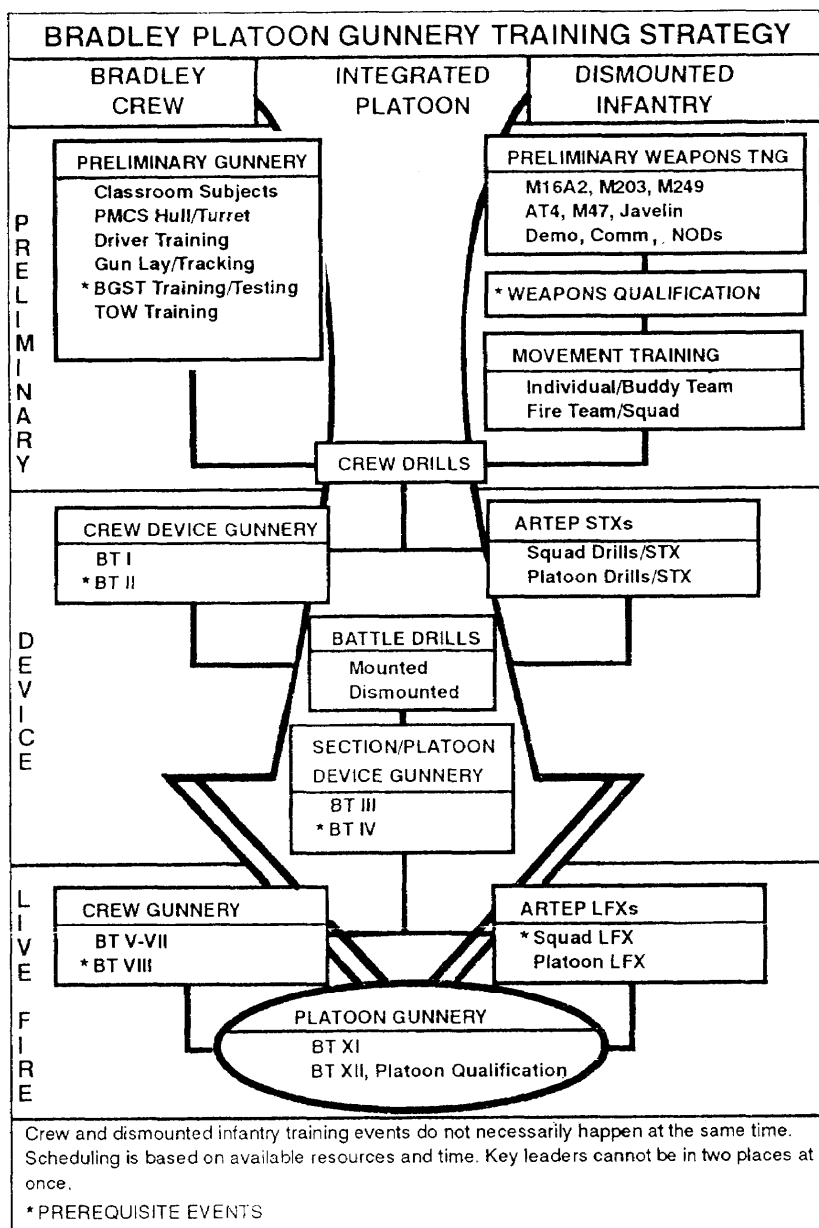 BRADLEY PLATOON GUNNERY TRAINING STRATEGY
BRADLEY
CREW
INTEGRATED
PLATOON
DISMOUNTED
INFANTRY
PRELIMINARY
PRELIMINARY GUNNERY
Classroom Subjects
PMCS Hull/Turret
Driver Training
Gun Lay/Tracking
* BGST Training/Testing
TOW Training
PRELIMINARY WEAPONS TNG
M16A2, M203, M249
AT4, M47, Javelin
Demo, Comm, NODs
* WEAPONS QUALIFICATION
MOVEMENT TRAINING
Individual/Buddy Team
Fire Team/Squad
CREW DRILLS
DEVICE
CREW DEVICE GUNNERY
BT I
* BT II
ARTEP STXs
Squad Drills/STX
Platoon Drills/STX
BATTLE DRILLS
Mounted
Dismounted
SECTION/PLATOON
DEVICE GUNNERY
BT III
* BT IV
LIVE FIRE
CREW GUNNERY
BT V-VII
* BT VIII
ARTEP LFXs
* Squad LFX
Platoon LFX
PLATOON GUNNERY
BT XI
BT XII, Platoon Qualification
Crew and dismounted infantry training events do not necessarily happen at the same time.
Scheduling is based on available resources and time. Key leaders cannot be in two places at
once.
* PREREQUISITE EVENTS